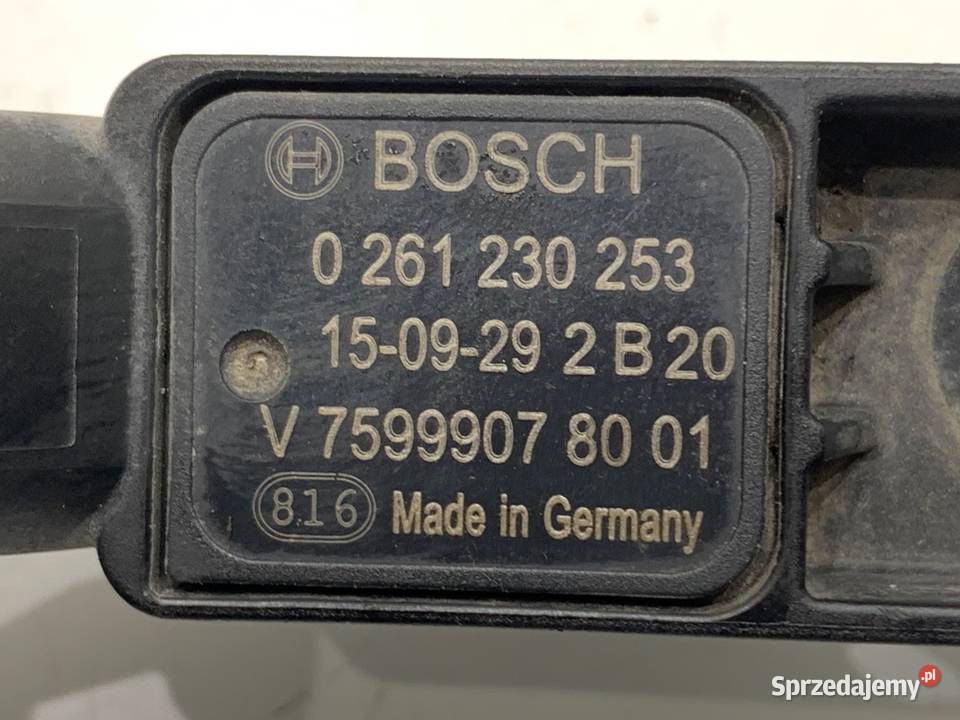 BOSCH
0 261 230 253
15-09-29 2 B 20
V 7599907 80 01
816 Made in Germany
Sprzedajemy.pl